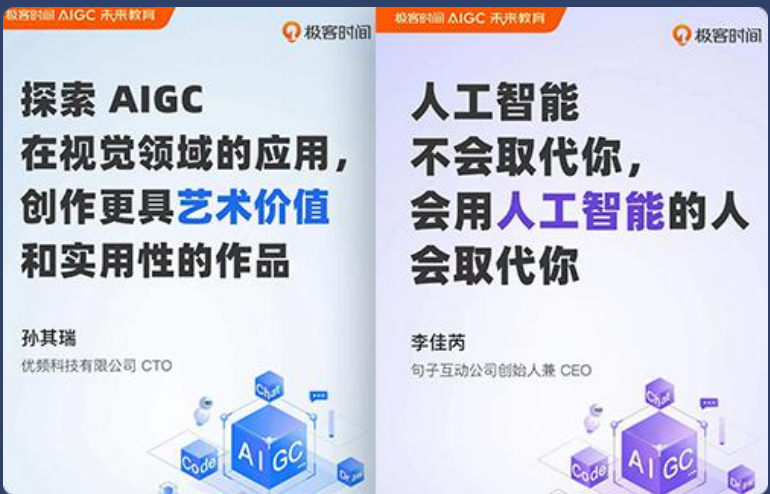 极客时间 AIGC 未来教育
极客时间
探索 AIGC
在视觉领域的应用，
创作更具艺术价值
和实用性的作品
孙其瑞
优频科技有限公司 CTO
Chat
Code
AIGC
Draw
极客时间 AIGC 未来教育
极客时间
人工智能
不会取代你，
会用人工智能的人
会取代你
李佳芮
句子互动公司创始人兼 CEO
Chat
Code
AIGC
Draw